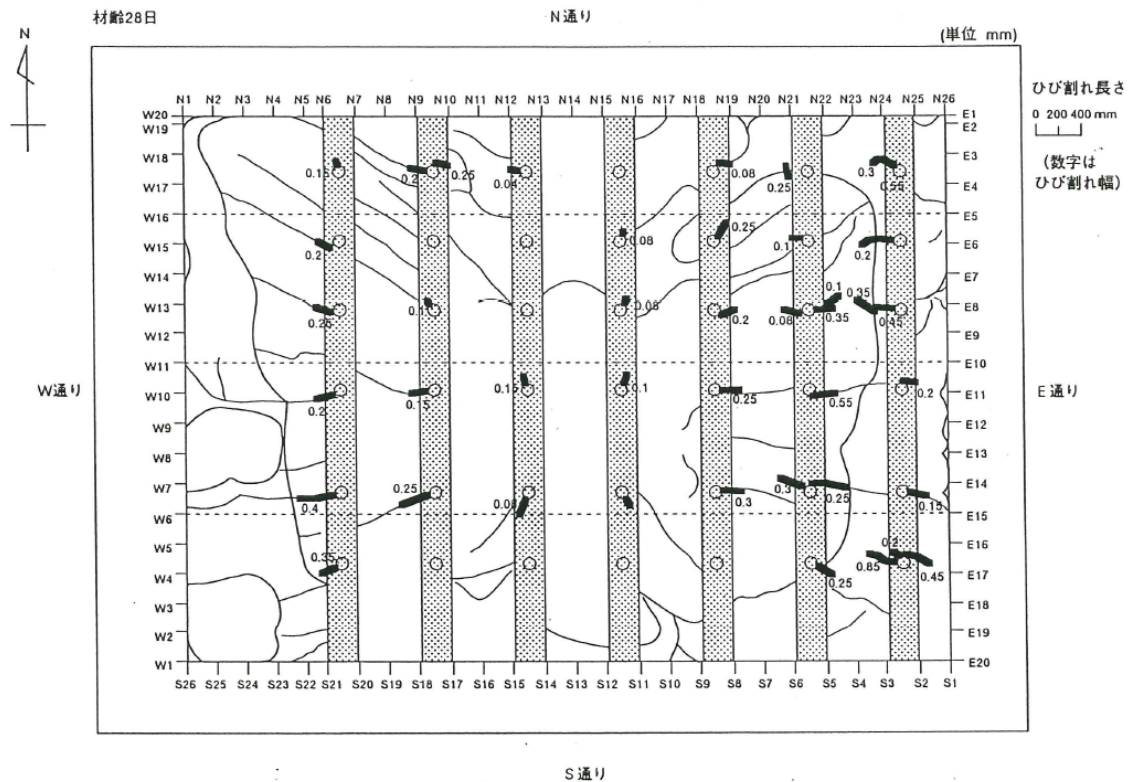 材齢28日
N通り
(単位 mm)
N
N1 N2 N3 N4 N5 N6 N7 N8 N9 N10 N11 N12 N13 N14 N15 N16 N17 N18 N19 N20 N21 N22 N23 N24 N25 N26
ひび割れ長さ
0 200 400 mm
(数字は
ひび割れ幅)
W20 E1
W19 E2
W18 E3
0.15 0.2 0.25 0.04 0.08 0.25 0.3 0.55
W17 E4
W16 E5
0.2 0.08 0.25 0.1 0.2
W15 E6
W14 E7
0.25 0.1 0.08 0.2 0.08 0.1 0.35 0.35 0.45
W13 E8
W12 E9
W11 E10
0.2 0.15 0.15 0.1 0.25 0.55 0.2
W通り
W10 E11
E通り
W9 E12
W8 E13
0.4 0.25 0.08 0.3 0.3 0.25 0.15
W7 E14
W6 E15
W5 E16
0.35 0.25 0.85 0.2 0.45
W4 E17
W3 E18
W2 E19
W1 E20
S26 S25 S24 S23 S22 S21 S20 S19 S18 S17 S16 S15 S14 S13 S12 S11 S10 S9 S8 S7 S6 S5 S4 S3 S2 S1
S通り